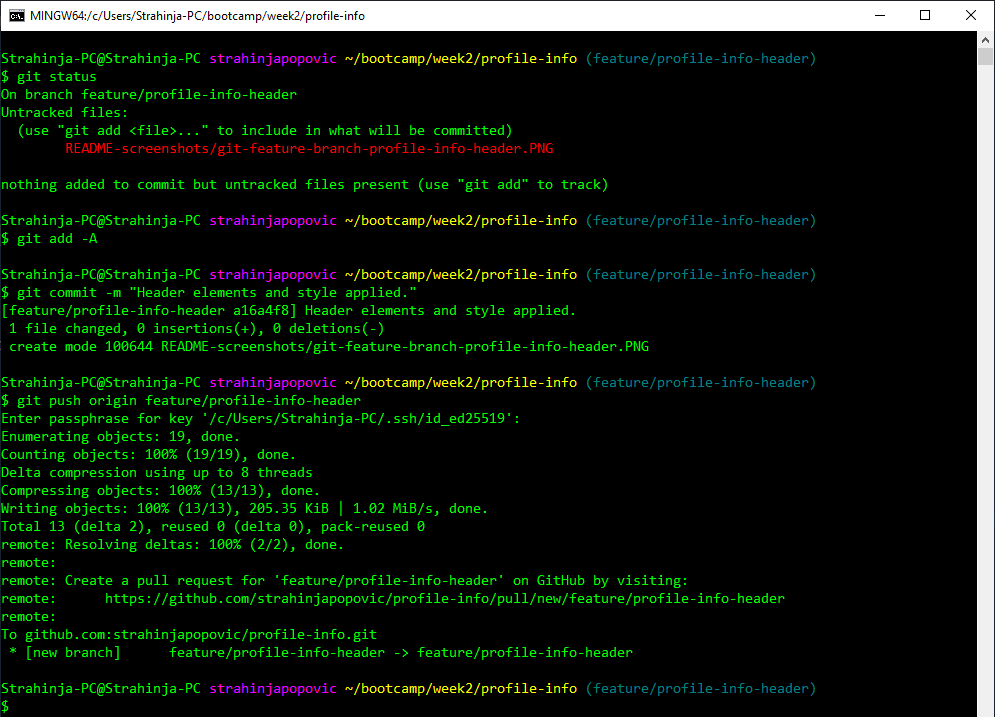 MINGW64:/c/Users/Strahinja-PC/bootcamp/week2/profile-info
Strahinja-PC@Strahinja-PC strahinjapopovic ~/bootcamp/week2/profile-info (feature/profile-info-header)
$ git status
On branch feature/profile-info-header
Untracked files:
  (use "git add <file>..." to include in what will be committed)
        README-screenshots/git-feature-branch-profile-info-header.PNG

nothing added to commit but untracked files present (use "git add" to track)

Strahinja-PC@Strahinja-PC strahinjapopovic ~/bootcamp/week2/profile-info (feature/profile-info-header)
$ git add -A

Strahinja-PC@Strahinja-PC strahinjapopovic ~/bootcamp/week2/profile-info (feature/profile-info-header)
$ git commit -m "Header elements and style applied."
[feature/profile-info-header a16a4f8] Header elements and style applied.
 1 file changed, 0 insertions(+), 0 deletions(-)
 create mode 100644 README-screenshots/git-feature-branch-profile-info-header.PNG

Strahinja-PC@Strahinja-PC strahinjapopovic ~/bootcamp/week2/profile-info (feature/profile-info-header)
$ git push origin feature/profile-info-header
Enter passphrase for key '/c/Users/Strahinja-PC/.ssh/id_ed25519':
Enumerating objects: 19, done.
Counting objects: 100% (19/19), done.
Delta compression using up to 8 threads
Compressing objects: 100% (13/13), done.
Writing objects: 100% (13/13), 205.35 KiB | 1.02 MiB/s, done.
Total 13 (delta 2), reused 0 (delta 0), pack-reused 0
remote: Resolving deltas: 100% (2/2), done.
remote:
remote: Create a pull request for 'feature/profile-info-header' on GitHub by visiting:
remote:      https://github.com/strahinjapopovic/profile-info/pull/new/feature/profile-info-header
remote:
To github.com:strahinjapopovic/profile-info.git
 * [new branch]      feature/profile-info-header -> feature/profile-info-header

Strahinja-PC@Strahinja-PC strahinjapopovic ~/bootcamp/week2/profile-info (feature/profile-info-header)
$